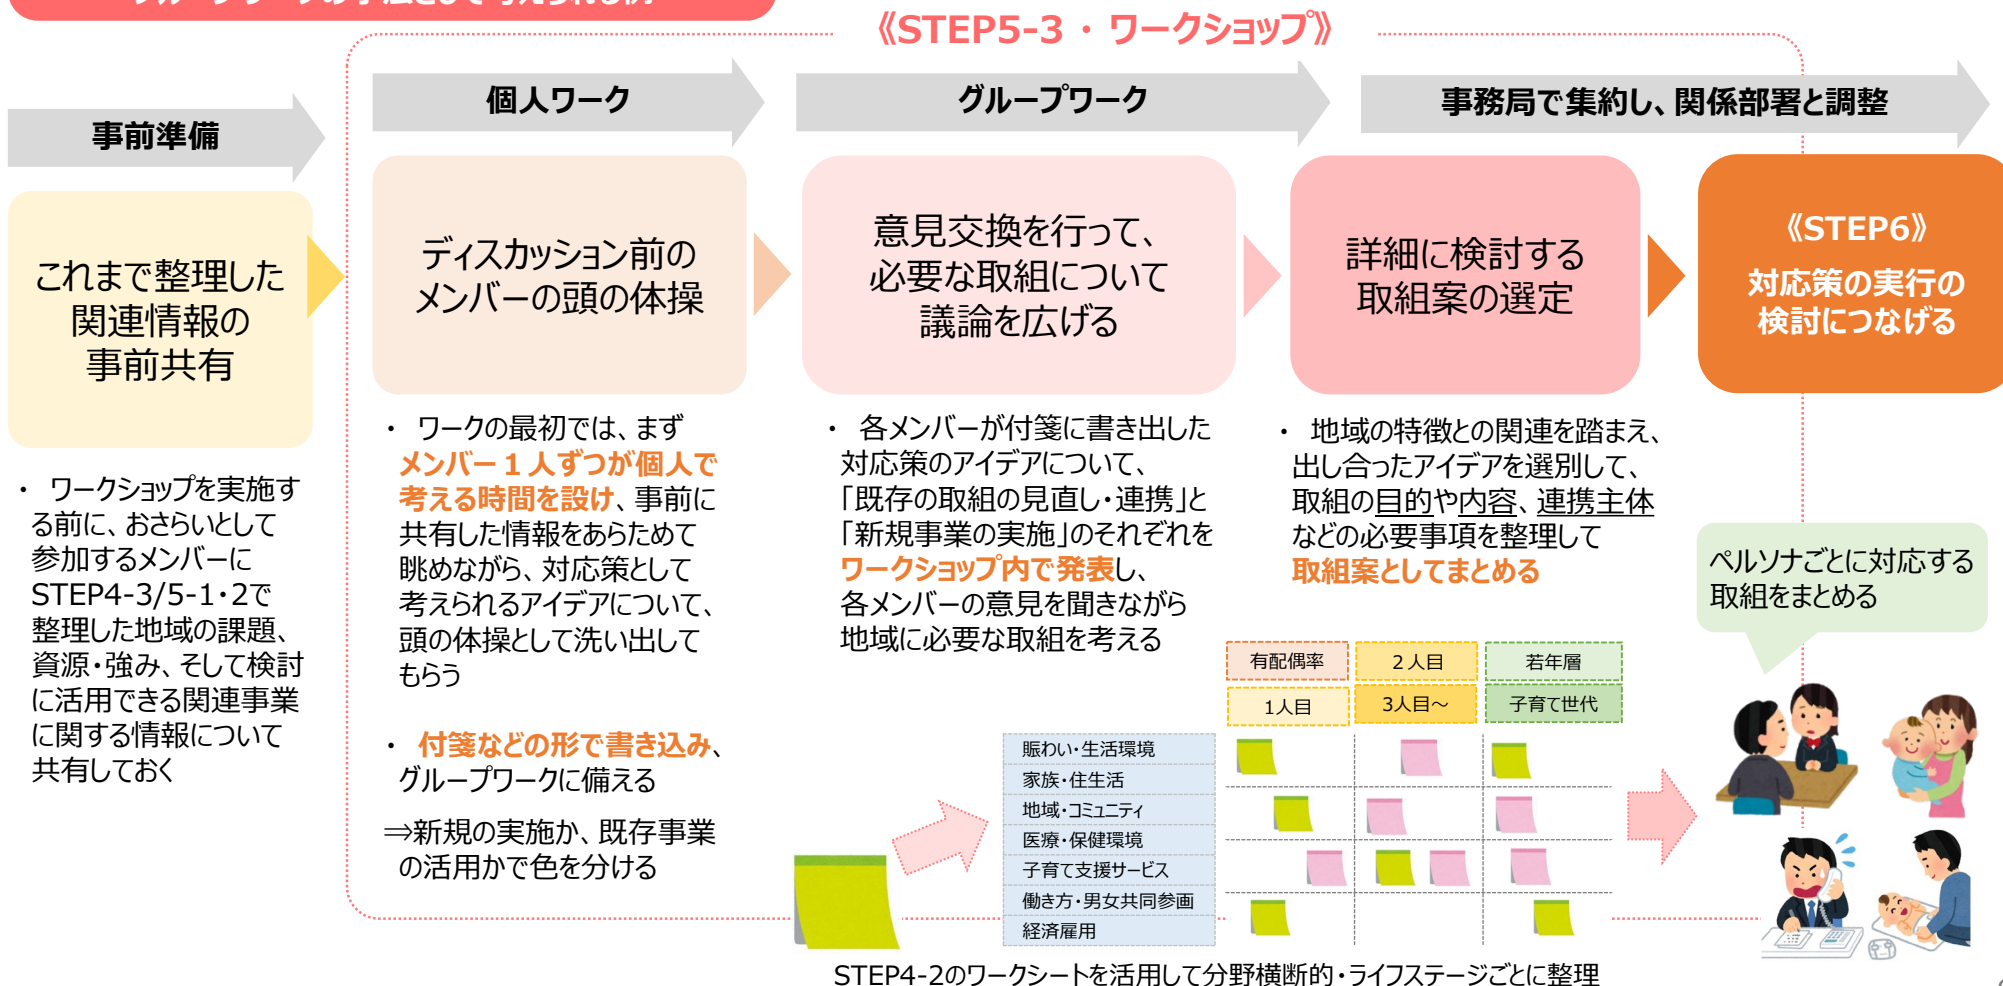 グループワークの手法として考えられる例
《STEP5-3 ・ ワークショップ》
事前準備
個人ワーク
グループワーク
事務局で集約し、関係部署と調整
これまで整理した
関連情報の
事前共有
ディスカッション前の
メンバーの頭の体操
意見交換を行って、
必要な取組について
議論を広げる
詳細に検討する
取組案の選定
《STEP6》
対応策の実行の
検討につなげる
・ ワークショップを実施す
る前に、おさらいとして
参加するメンバーに
STEP4-3/5-1・2で
整理した地域の課題、
資源・強み、そして検討
に活用できる関連事業
に関する情報について
共有しておく
・ ワークの最初では、まず
メンバー１人ずつが個人で
考える時間を設け、事前に
共有した情報をあらためて
眺めながら、対応策として
考えられるアイデアについて、
頭の体操として洗い出して
もらう
・ 付箋などの形で書き込み、
グループワークに備える
⇒新規の実施か、既存事業
の活用かで色を分ける
・ 各メンバーが付箋に書き出した
対応策のアイデアについて、
「既存の取組の見直し・連携」と
「新規事業の実施」のそれぞれを
ワークショップ内で発表し、
各メンバーの意見を聞きながら
地域に必要な取組を考える
・ 地域の特徴との関連を踏まえ、
出し合ったアイデアを選別して、
取組の目的や内容、連携主体
などの必要事項を整理して
取組案としてまとめる
ペルソナごとに対応する
取組をまとめる
有配偶率
２人目
若年層
1人目
3人目～
子育て世代
賑わい・生活環境
家族・住生活
地域・コミュニティ
医療・保健環境
子育て支援サービス
働き方・男女共同参画
経済雇用
STEP4-2のワークシートを活用して分野横断的・ライフステージごとに整理